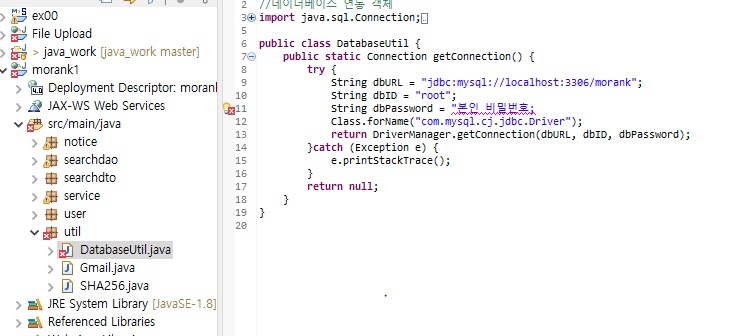 ex00
File Upload
> java_work [java_work master]
morank1
Deployment Descriptor: morank
JAX-WS Web Services
src/main/java
notice
searchdao
searchdto
service
user
util
DatabaseUtil.java
Gmail.java
SHA256.java
JRE System Library [JavaSE-1.8]
Referenced Libraries
2 //데이터베이스 연동 객체
3 import java.sql.Connection;
5
6 public class DatabaseUtil {
7 public static Connection getConnection() {
8 try {
9 String dbURL = "jdbc:mysql://localhost:3306/morank";
10 String dbID = "root";
11 String dbPassword = "본인 비밀번호;
12 Class.forName("com.mysql.cj.jdbc.Driver");
13 return DriverManager.getConnection(dbURL, dbID, dbPassword);
14 }catch (Exception e) {
15 e.printStackTrace();
16 }
17 return null;
18 }
19 }
20